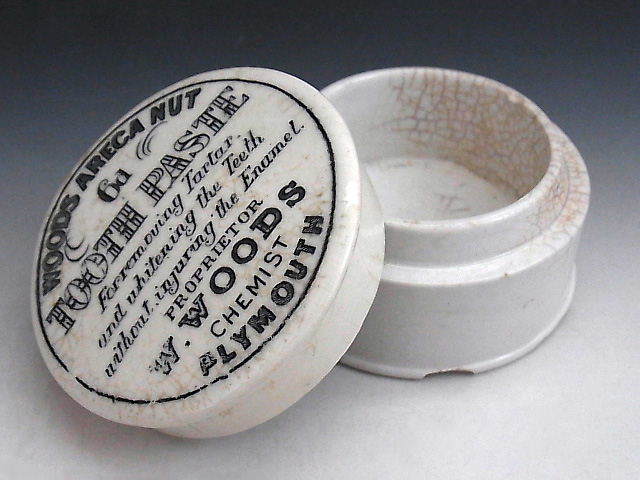 WOODS ARECA NUT
6d
TOOTH PASTE
For removing Tartar.
and whitening the Teeth
without injuring the Enamel.
PROPRIETOR
W. WOODS
CHEMIST
PLYMOUTH